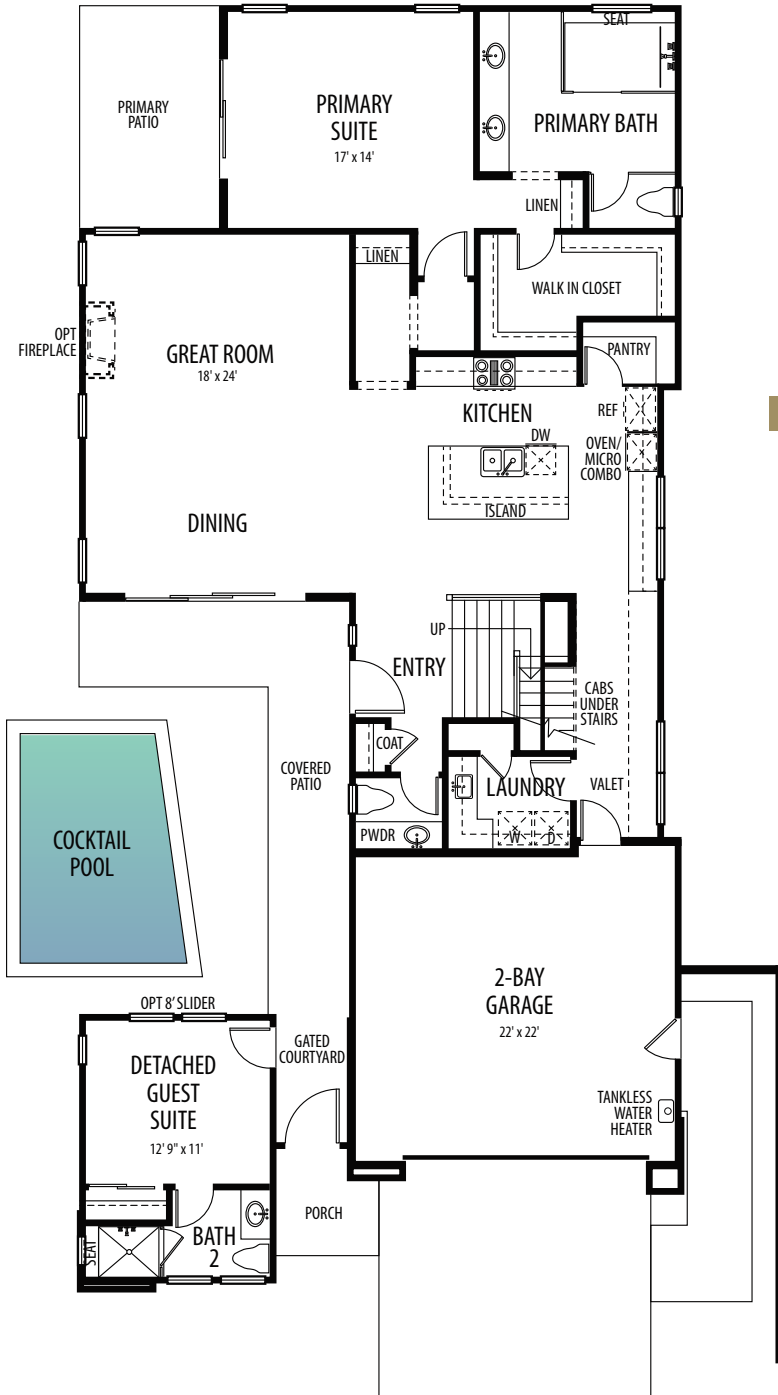 SEAT
PRIMARY
PATIO
PRIMARY
SUITE
17' x 14'
PRIMARY BATH
LINEN
LINEN
WALK IN CLOSET
OPT
FIREPLACE
GREAT ROOM
18' x 24'
PANTRY
KITCHEN
REF
DW
OVEN/
MICRO
COMBO
ISLAND
DINING
UP
ENTRY
CABS
UNDER
STAIRS
COAT
COVERED
PATIO
LAUNDRY
VALET
PWDR
W
D
COCKTAIL
POOL
2-BAY
GARAGE
22' x 22'
OPT 8' SLIDER
GATED
COURTYARD
DETACHED
GUEST
SUITE
12' 9" x 11'
TANKLESS
WATER
HEATER
PORCH
BATH
2
SEAT